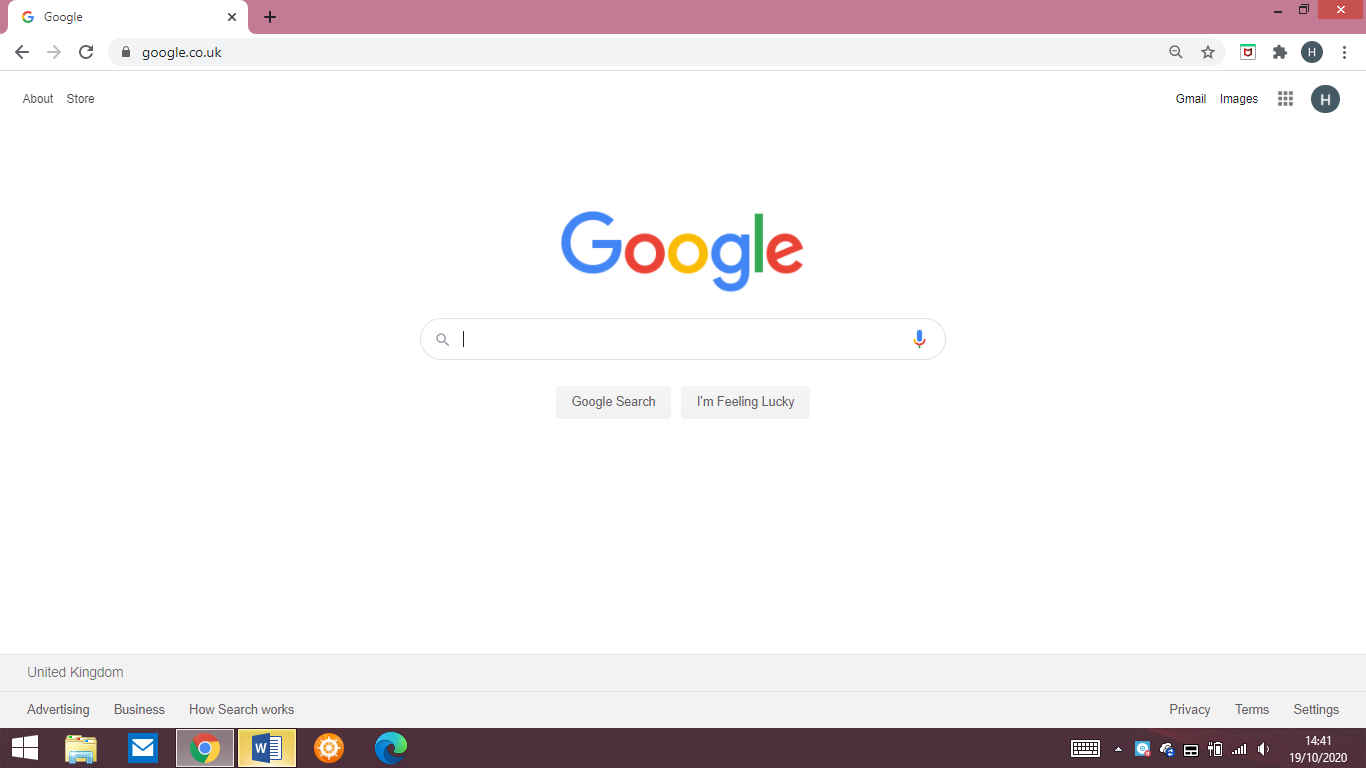 Google
google.co.uk
H
About Store
Gmail Images H
Google
Google Search I'm Feeling Lucky
United Kingdom
Advertising Business How Search works
Privacy Terms Settings
W
14:41
19/10/2020